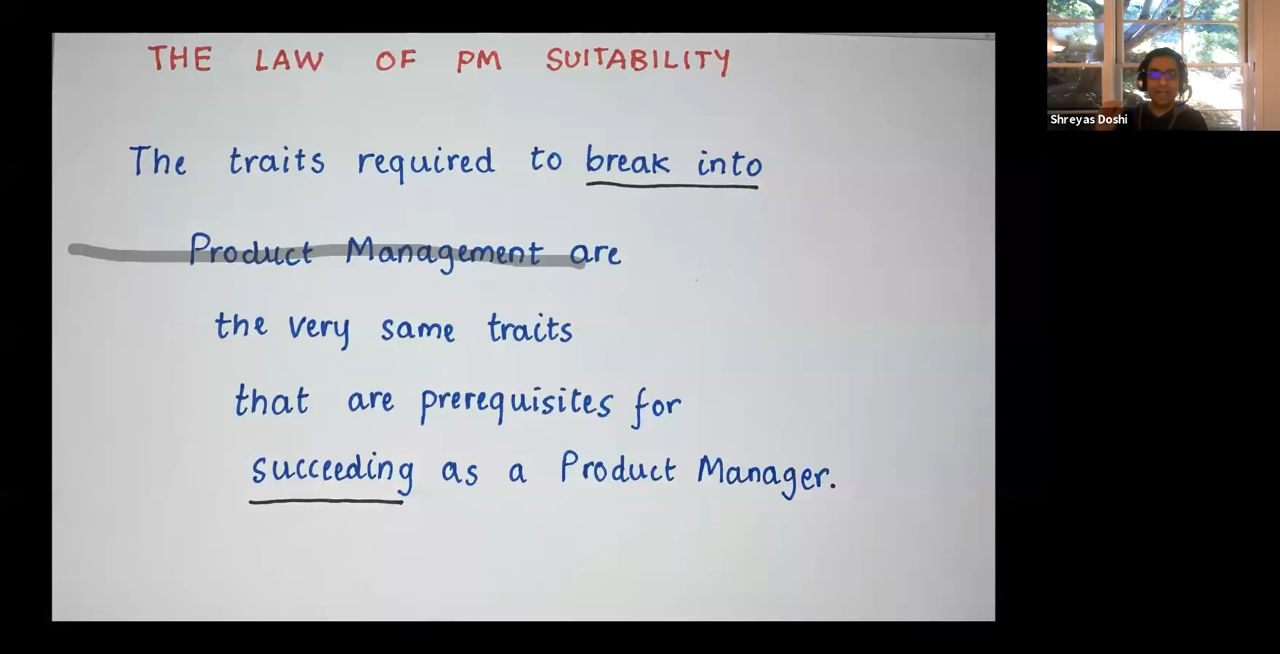 THE LAW OF PM SUITABILITY
The traits required to break into
Product Management are
the very same traits
that are prerequisites for
succeeding as a Product Manager.
Shreyas Doshi